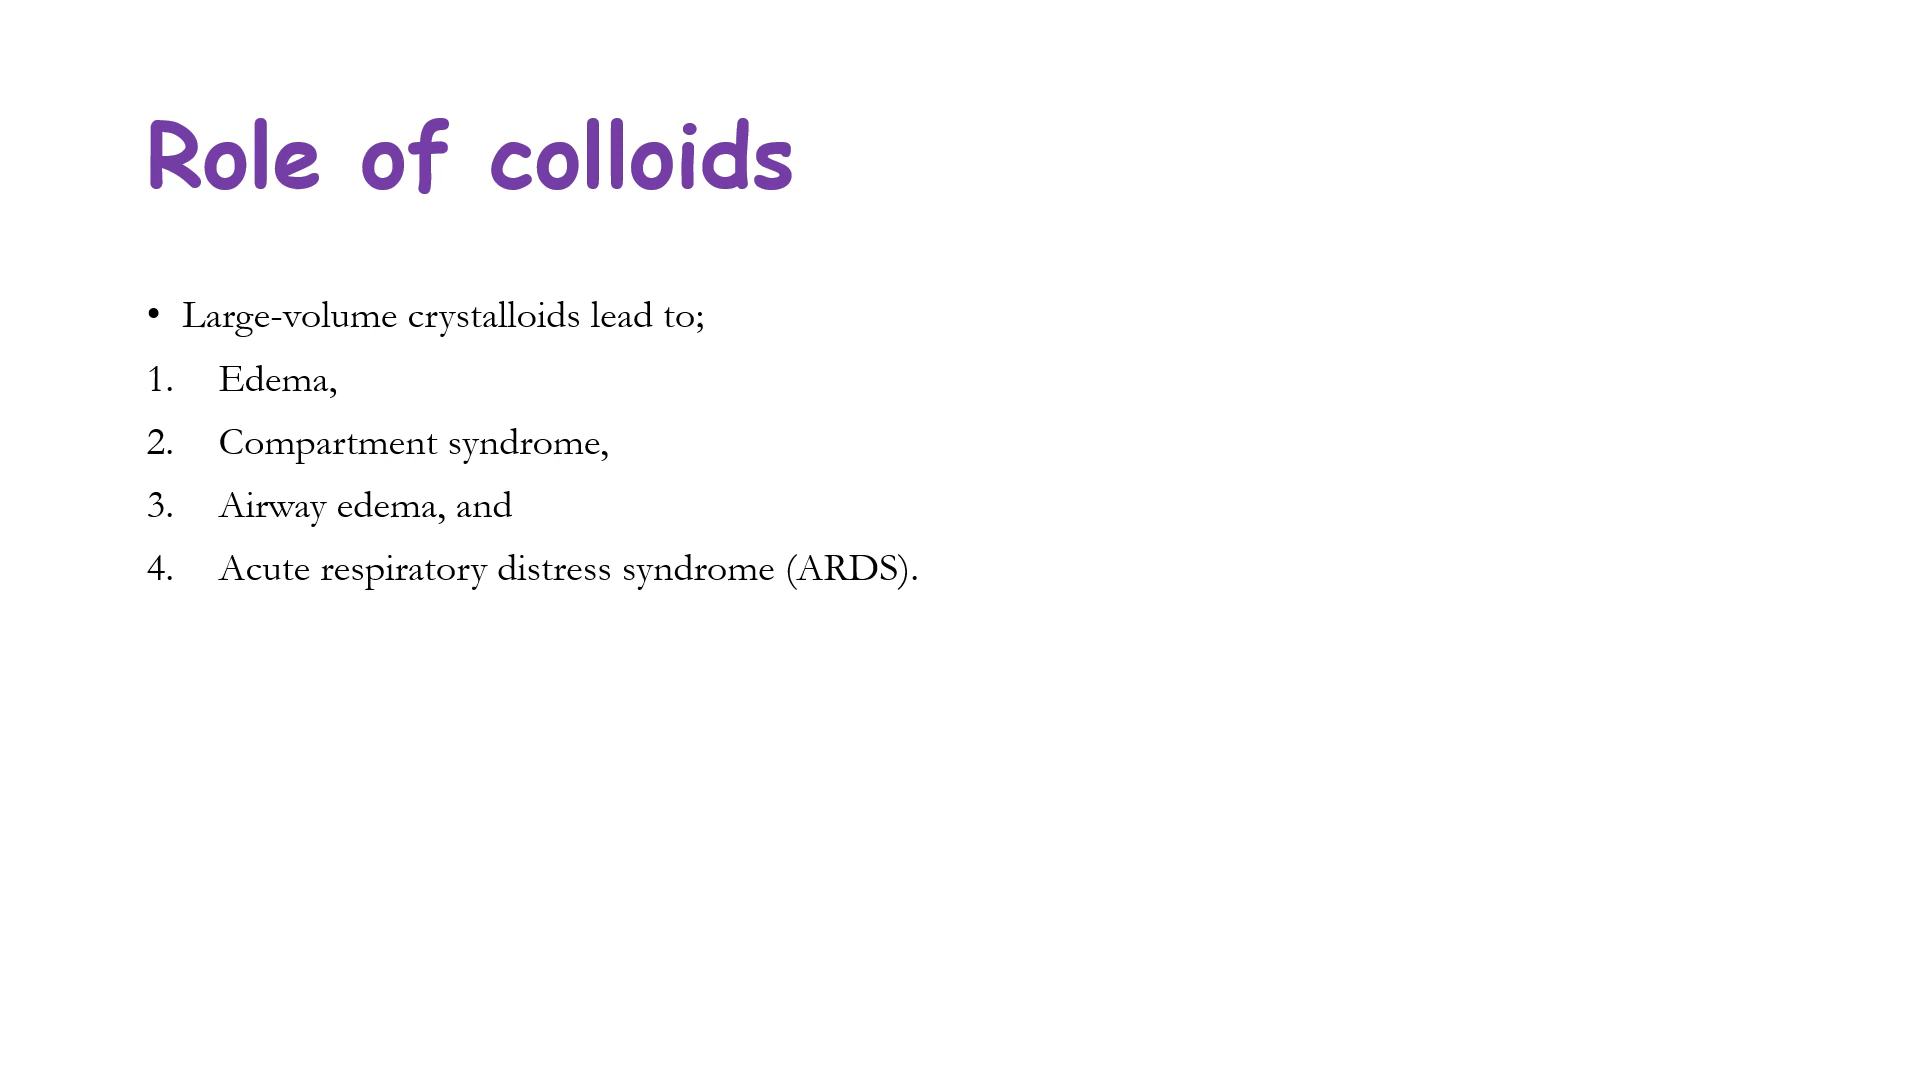 Role of colloids
• Large-volume crystalloids lead to;
1. Edema,
2. Compartment syndrome,
3. Airway edema, and
4. Acute respiratory distress syndrome (ARDS).